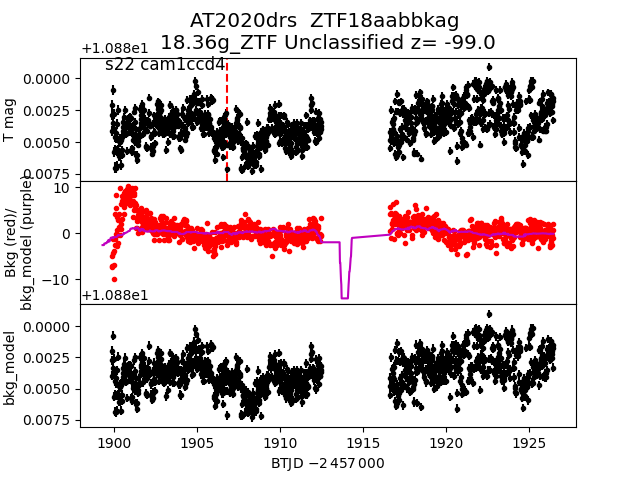 AT2020drs  ZTF18aabbkag
18.36g_ZTF Unclassified z= -99.0
+1.088e1
s22 cam1ccd4
0.0000
0.0025
0.0050
0.0075
T mag
10
0
−10
Bkg (red)/
bkg_model (purple)
+1.088e1
0.0000
0.0025
0.0050
0.0075
bkg_model
1900
1905
1910
1915
1920
1925
BTJD −2 457 000